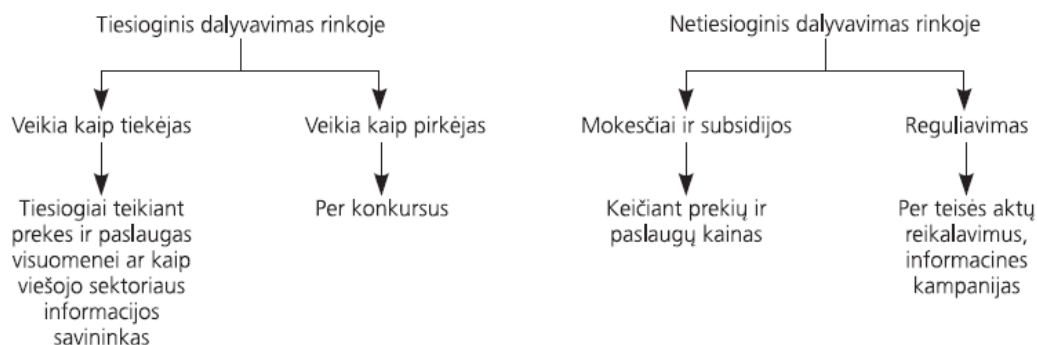 Tiesioginis dalyvavimas rinkoje
Veikia kaip tiekėjas
Veikia kaip pirkėjas
Tiesiogiai teikiant
prekes ir paslaugas
visuomenei ar kaip
viešojo sektoriaus
informacijos
savininkas
Per konkursus
Netiesioginis dalyvavimas rinkoje
Mokesčiai ir subsidijos
Reguliavimas
Keičiant prekių ir
paslaugų kainas
Per teisės aktų
reikalavimus,
informacines
kampanijas